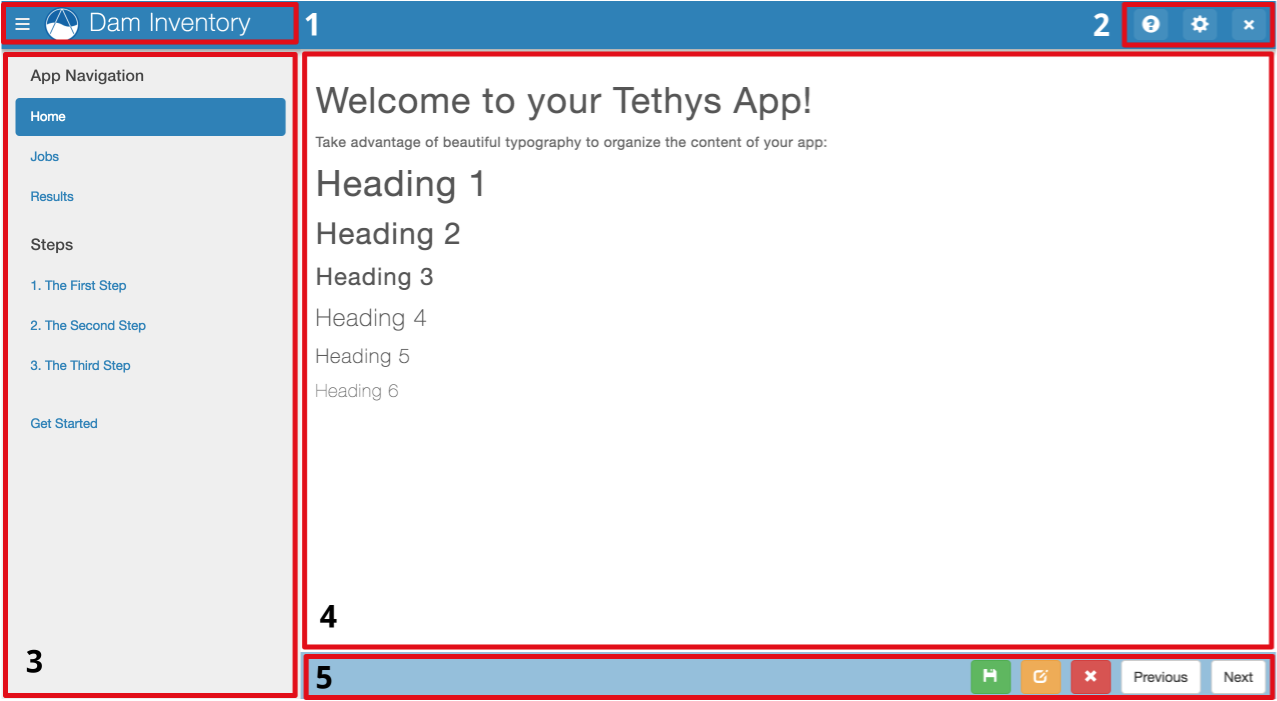 Dam Inventory
1
2
App Navigation
Home
Jobs
Results
Steps
1. The First Step
2. The Second Step
3. The Third Step
Get Started
3
Welcome to your Tethys App!
Take advantage of beautiful typography to organize the content of your app:
Heading 1
Heading 2
Heading 3
Heading 4
Heading 5
Heading 6
4
5
Previous
Next